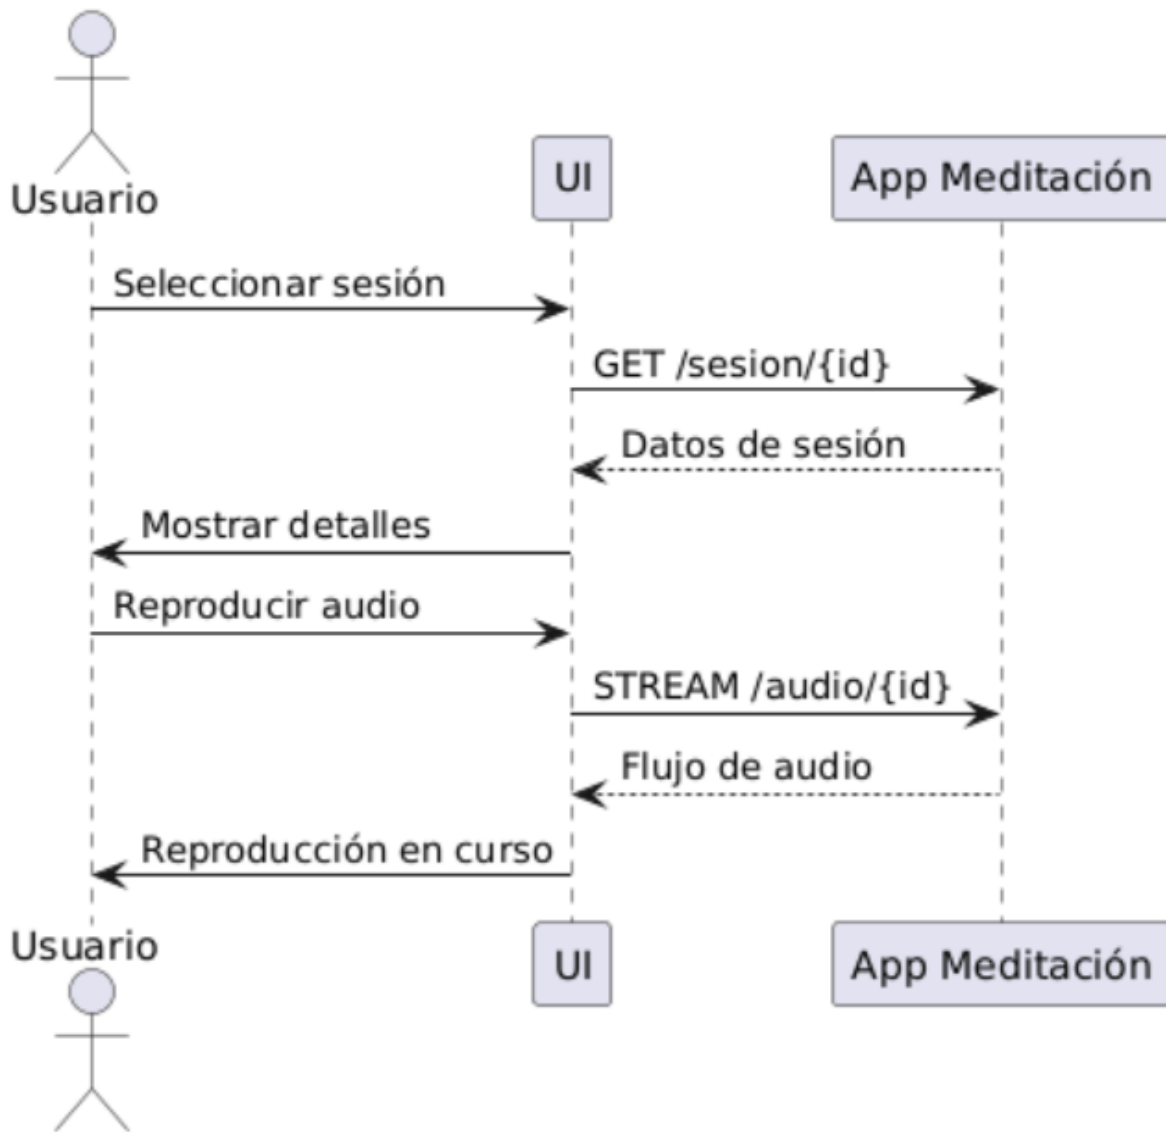 Usuario
UI
App Meditación
Seleccionar sesión
GET /sesion/{id}
Datos de sesión
Mostrar detalles
Reproducir audio
STREAM /audio/{id}
Flujo de audio
Reproducción en curso
Usuario
UI
App Meditación